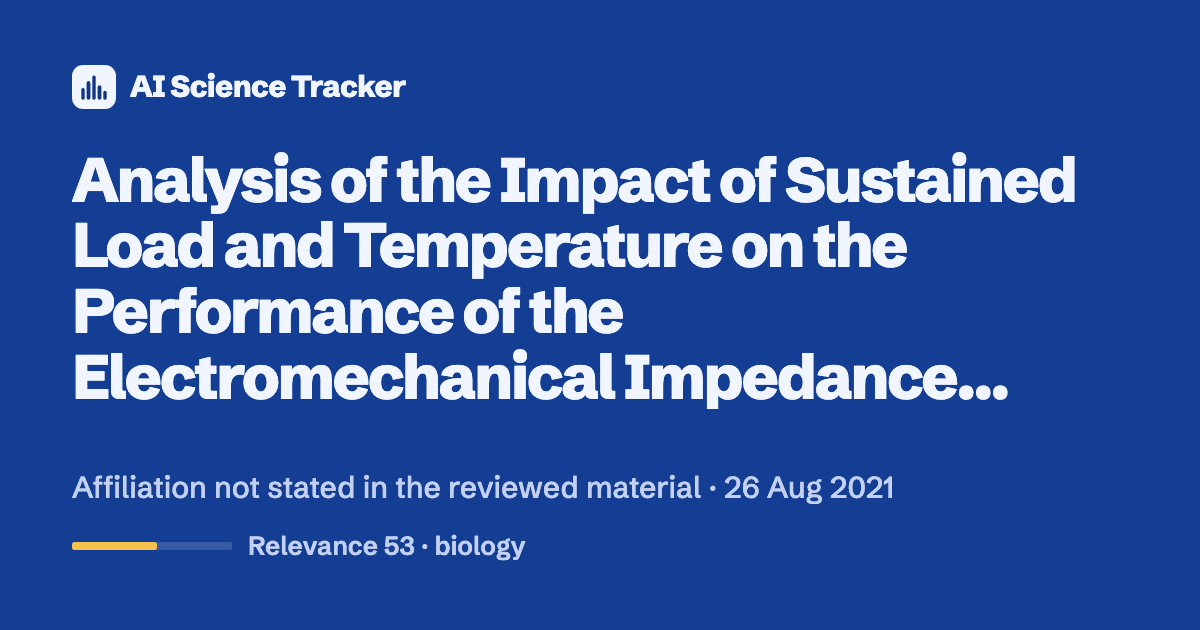 AI Science Tracker
Analysis of the Impact of Sustained
Load and Temperature on the
Performance of the
Electromechanical Impedance...
Affiliation not stated in the reviewed material · 26 Aug 2021
Relevance 53 · biology